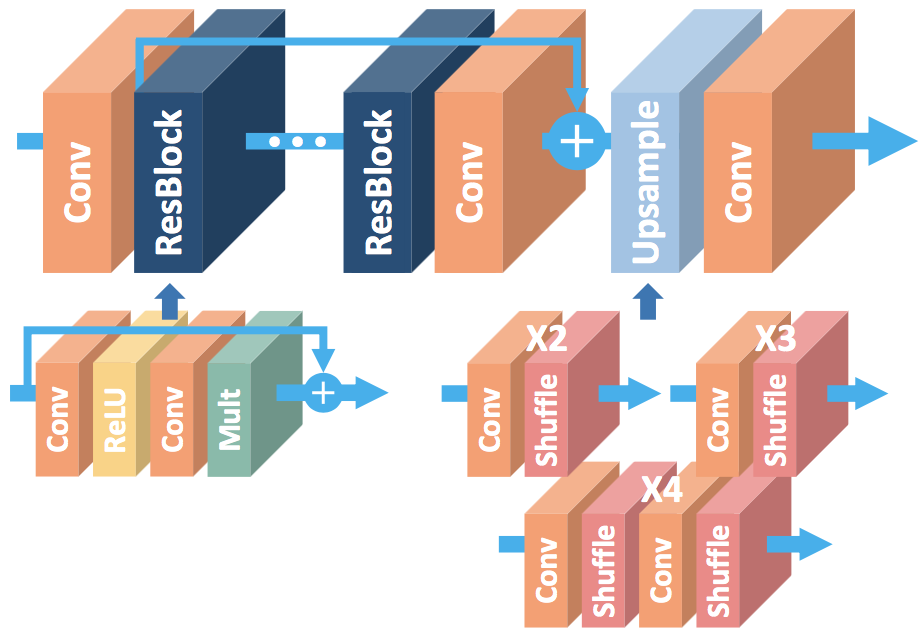 Conv
ResBlock
ResBlock
Conv
+
Upsample
Conv
Conv
ReLU
Conv
Mult
+
X2
Conv
Shuffle
X3
Conv
Shuffle
X4
Conv
Shuffle
Conv
Shuffle